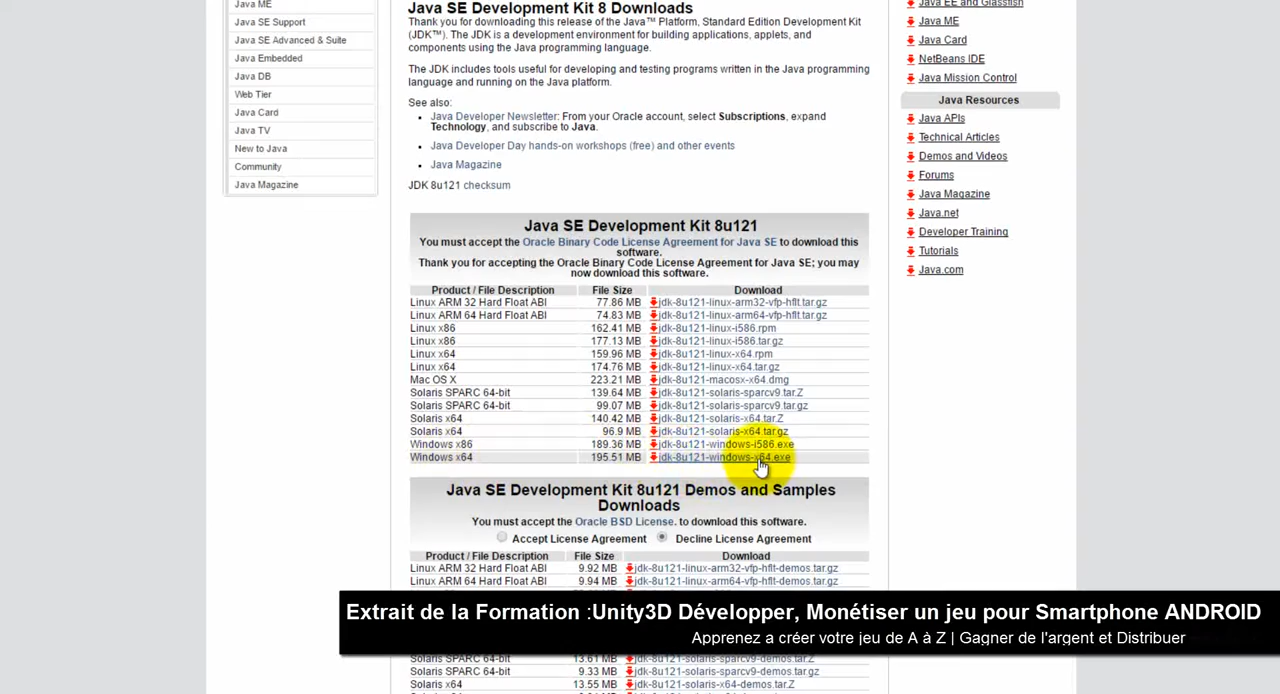 Java ME
Java SE Support
Java SE Advanced & Suite
Java Embedded
Java DB
Web Tier
Java Card
Java TV
New to Java
Community
Java Magazine
Java SE Development Kit 8 Downloads
Thank you for downloading this release of the Java™ Platform, Standard Edition Development Kit
(JDK™). The JDK is a development environment for building applications, applets, and
components using the Java programming language.
The JDK includes tools useful for developing and testing programs written in the Java programming
language and running on the Java platform.
See also:
Java Developer Newsletter: From your Oracle account, select Subscriptions, expand
Technology, and subscribe to Java.
Java Developer Day hands-on workshops (free) and other events
Java Magazine
JDK 8u121 checksum
Java SE Development Kit 8u121
You must accept the Oracle Binary Code License Agreement for Java SE to download this
software.
Thank you for accepting the Oracle Binary Code License Agreement for Java SE; you may
now download this software.
Product / File Description File Size Download
Linux ARM 32 Hard Float ABI 77.86 MB jdk-8u121-linux-arm32-vfp-hflt.tar.gz
Linux ARM 64 Hard Float ABI 74.83 MB jdk-8u121-linux-arm64-vfp-hflt.tar.gz
Linux x86 162.41 MB jdk-8u121-linux-i586.rpm
Linux x86 177.13 MB jdk-8u121-linux-i586.tar.gz
Linux x64 159.96 MB jdk-8u121-linux-x64.rpm
Linux x64 174.76 MB jdk-8u121-linux-x64.tar.gz
Mac OS X 223.21 MB jdk-8u121-macosx-x64.dmg
Solaris SPARC 64-bit 139.64 MB jdk-8u121-solaris-sparcv9.tar.Z
Solaris SPARC 64-bit 99.07 MB jdk-8u121-solaris-sparcv9.tar.gz
Solaris x64 140.42 MB jdk-8u121-solaris-x64.tar.Z
Solaris x64 96.9 MB jdk-8u121-solaris-x64.tar.gz
Windows x86 189.36 MB jdk-8u121-windows-i586.exe
Windows x64 195.51 MB jdk-8u121-windows-x64.exe
Java SE Development Kit 8u121 Demos and Samples
Downloads
You must accept the Oracle BSD License. to download this software.
Accept License Agreement Decline License Agreement
Product / File Description File Size Download
Linux ARM 32 Hard Float ABI 9.92 MB jdk-8u121-linux-arm32-vfp-hflt-demos.tar.gz
Linux ARM 64 Hard Float ABI 9.94 MB jdk-8u121-linux-arm64-vfp-hflt-demos.tar.gz
Solaris SPARC 64-bit 13.61 MB jdk-8u121-solaris-sparcv9-demos.tar.Z
Solaris SPARC 64-bit 9.33 MB jdk-8u121-solaris-sparcv9-demos.tar.gz
Solaris x64 13.55 MB jdk-8u121-solaris-x64-demos.tar.Z
Java EE and Glassfish
Java ME
Java Card
NetBeans IDE
Java Mission Control
Java Resources
Java APIs
Technical Articles
Demos and Videos
Forums
Java Magazine
Java.net
Developer Training
Tutorials
Java.com
Extrait de la Formation :Unity3D Développer, Monétiser un jeu pour Smartphone ANDROID
Apprenez a créer votre jeu de A à Z | Gagner de l'argent et Distribuer